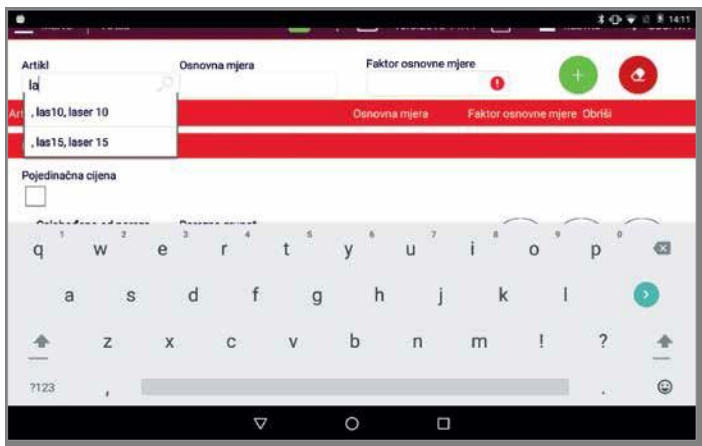 14:11
Artikl Osnovna mjera Faktor osnovne mjere
la
, las10, laser 10
, las15, laser 15
Osnovna mjera Faktor osnovne mjere Obriši
Pojedinačna cijena
1 2 3 4 5 6 7 8 9 0
q w e r t y u i o p
a s d f g h j k l
z x c v b n m ! ?
?123 , .